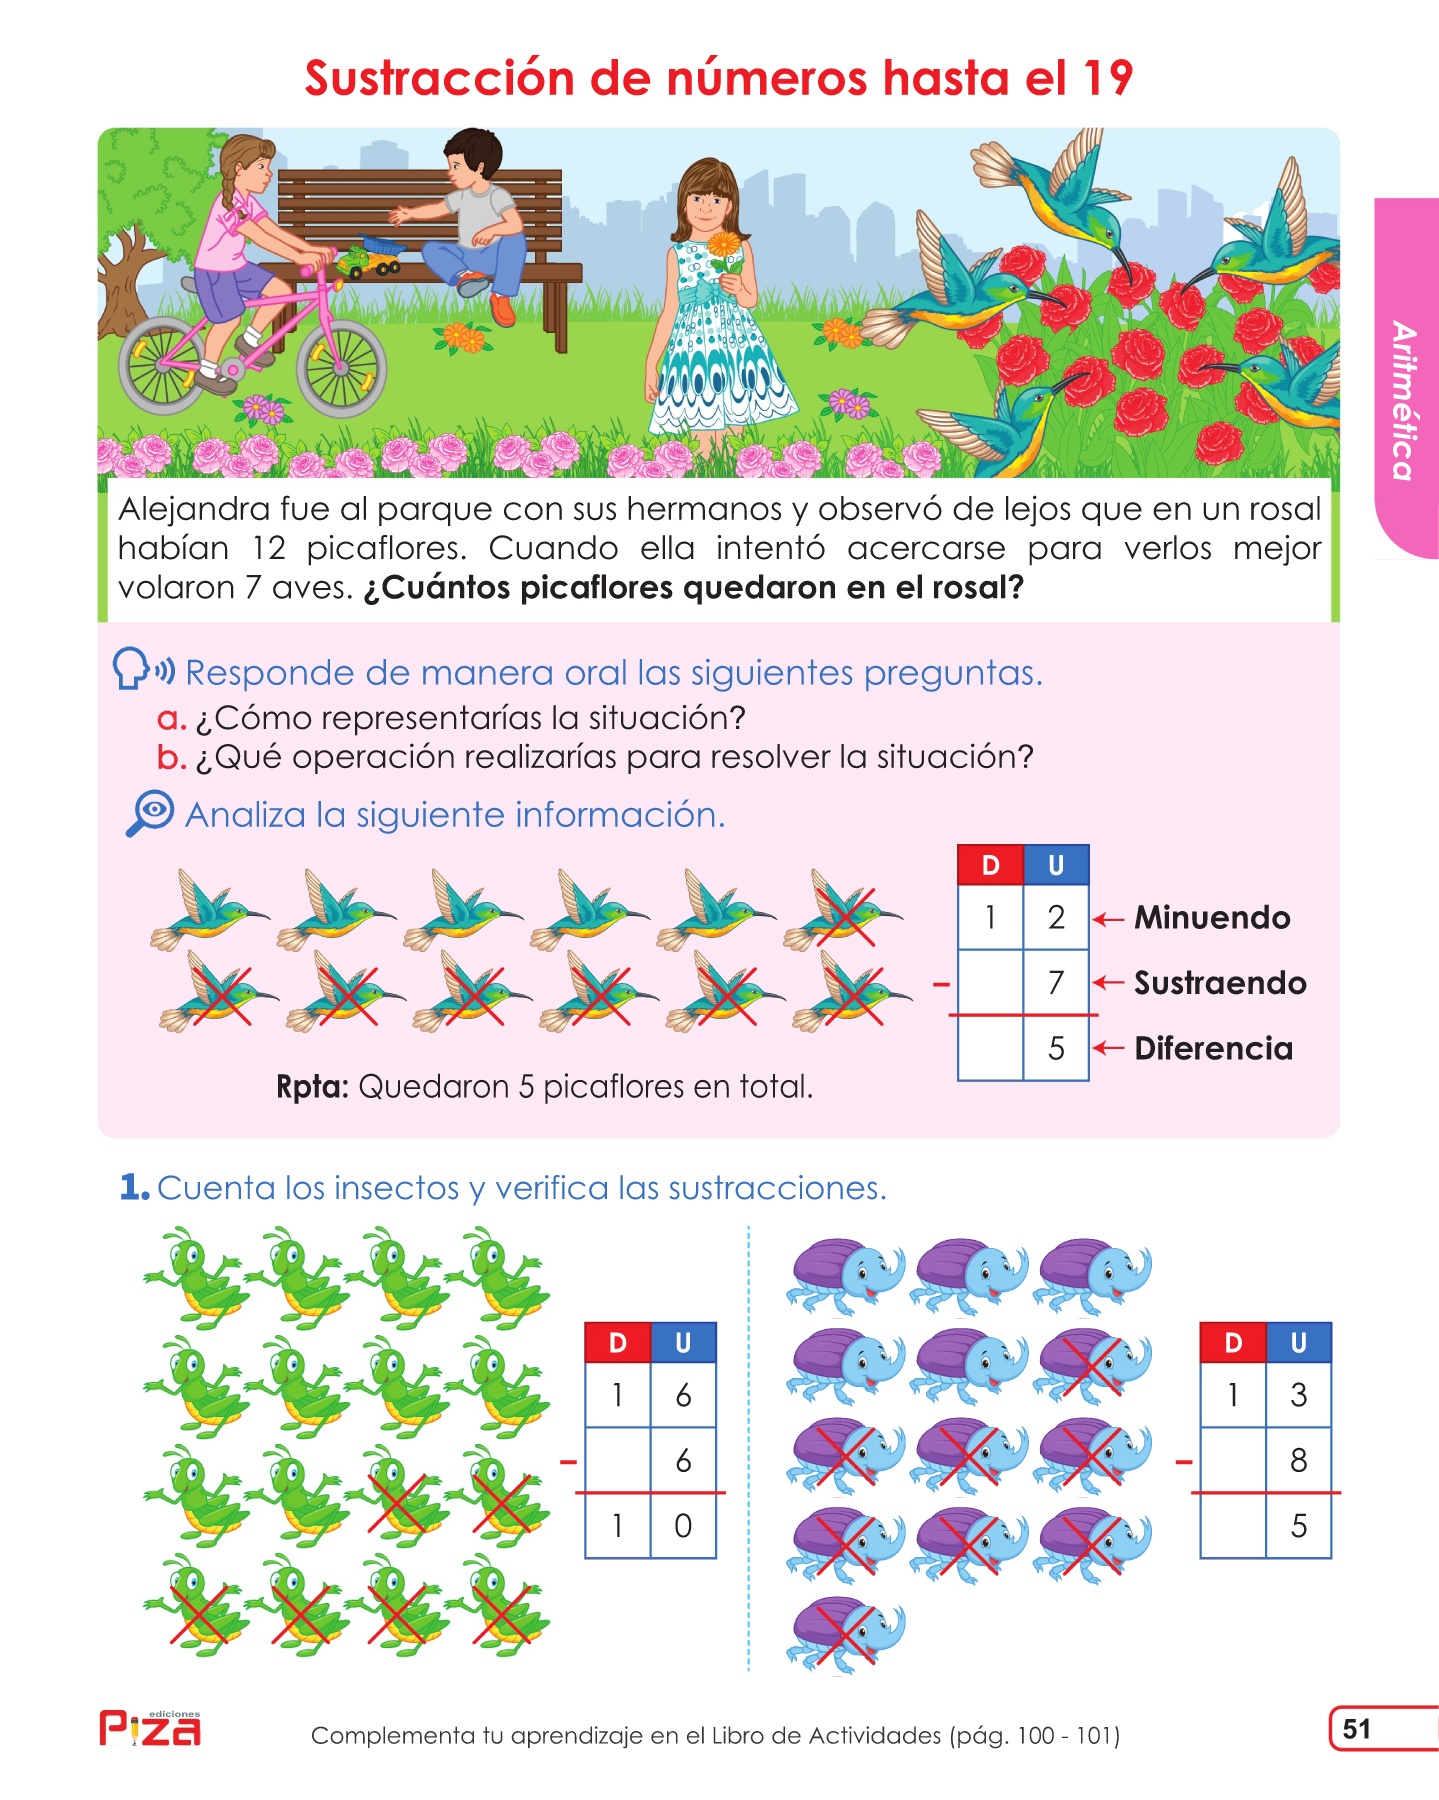 Sustracción de números hasta el 19
Aritmética
Alejandra fue al parque con sus hermanos y observó de lejos que en un rosal
habían 12 picaflores. Cuando ella intentó acercarse para verlos mejor
volaron 7 aves. ¿Cuántos picaflores quedaron en el rosal?
Responde de manera oral las siguientes preguntas.
a. ¿Cómo representarías la situación?
b. ¿Qué operación realizarías para resolver la situación?
Analiza la siguiente información.
D U
1 2 Minuendo
- 7 Sustraendo
5 Diferencia
Rpta: Quedaron 5 picaflores en total.
1. Cuenta los insectos y verifica las sustracciones.
D U
1 6
- 6
1 0
D U
1 3
- 8
5
ediciones
Piza
Complementa tu aprendizaje en el Libro de Actividades (pág. 100 - 101)
51